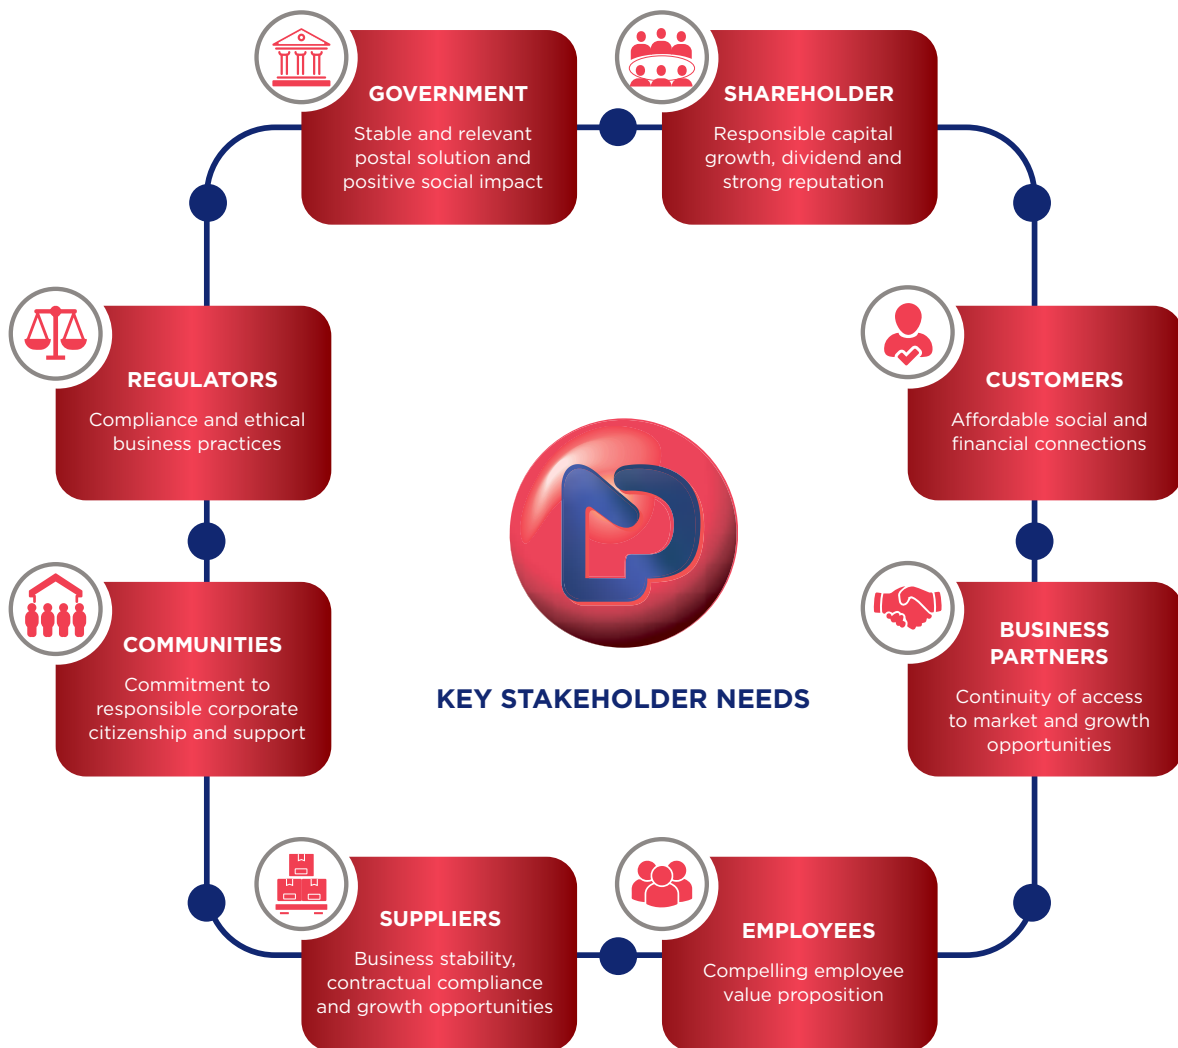 GOVERNMENT
Stable and relevant
postal solution and
positive social impact
SHAREHOLDER
Responsible capital
growth, dividend and
strong reputation
REGULATORS
Compliance and ethical
business practices
CUSTOMERS
Affordable social and
financial connections
COMMUNITIES
Commitment to
responsible corporate
citizenship and support
KEY STAKEHOLDER NEEDS
BUSINESS
PARTNERS
Continuity of access
to market and growth
opportunities
SUPPLIERS
Business stability,
contractual compliance
and growth opportunities
EMPLOYEES
Compelling employee
value proposition